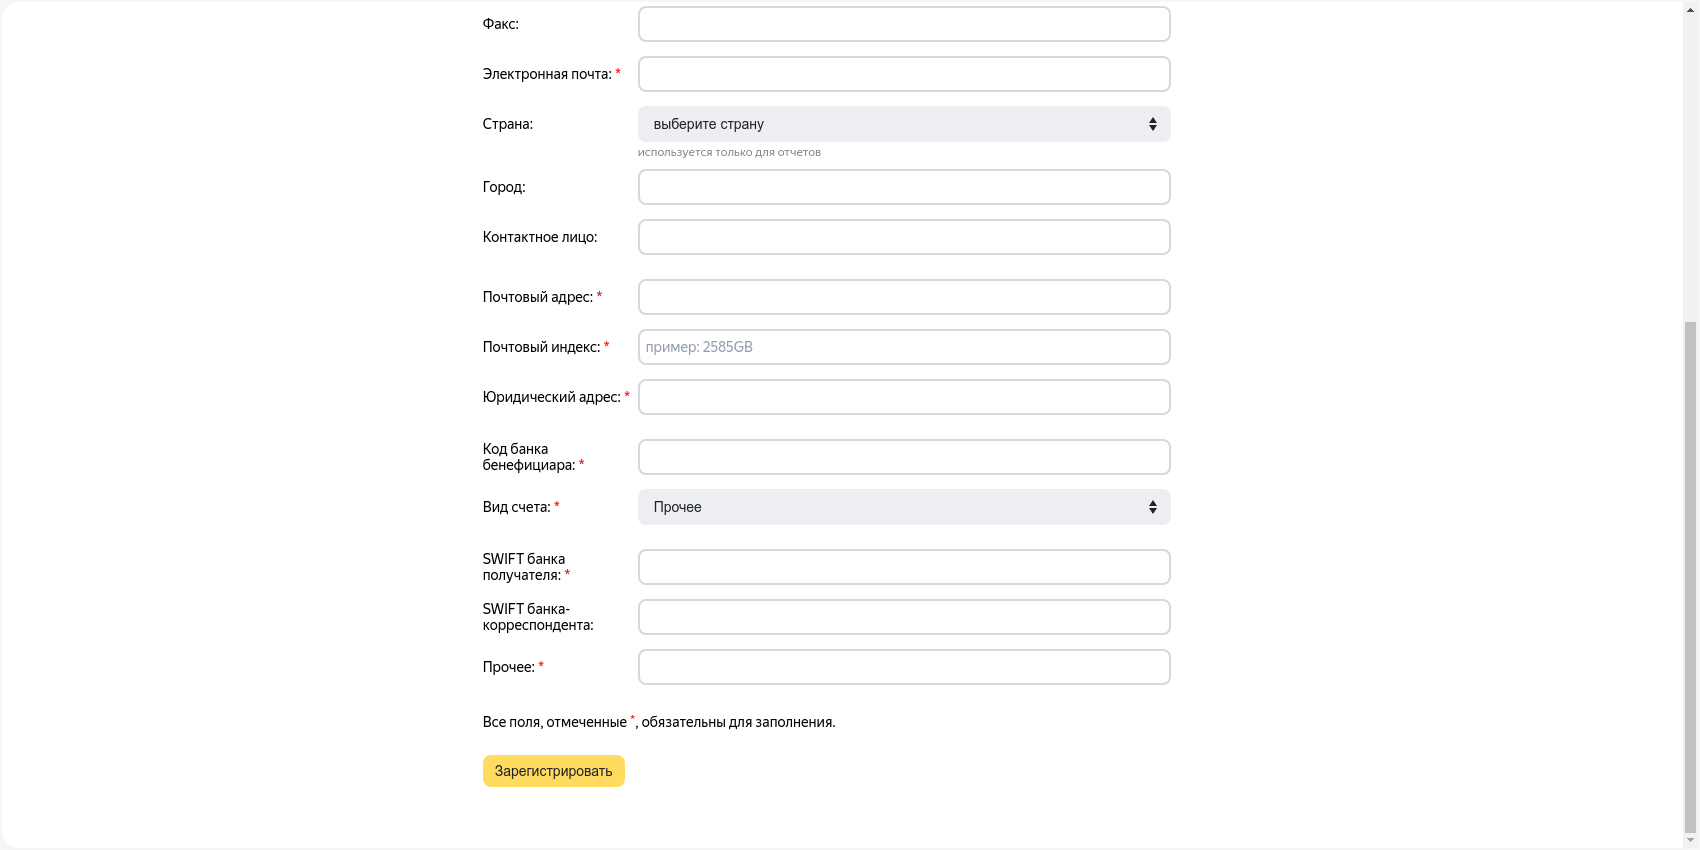 Факс:
Электронная почта: *
Страна:
выберите страну
используется только для отчетов
Город:
Контактное лицо:
Почтовый адрес: *
Почтовый индекс: *
пример: 2585GB
Юридический адрес: *
Код банка
бенефициара: *
Вид счета: *
Прочее
SWIFT банка
получателя: *
SWIFT банка-
корреспондента:
Прочее: *
Все поля, отмеченные *, обязательны для заполнения.
Зарегистрировать